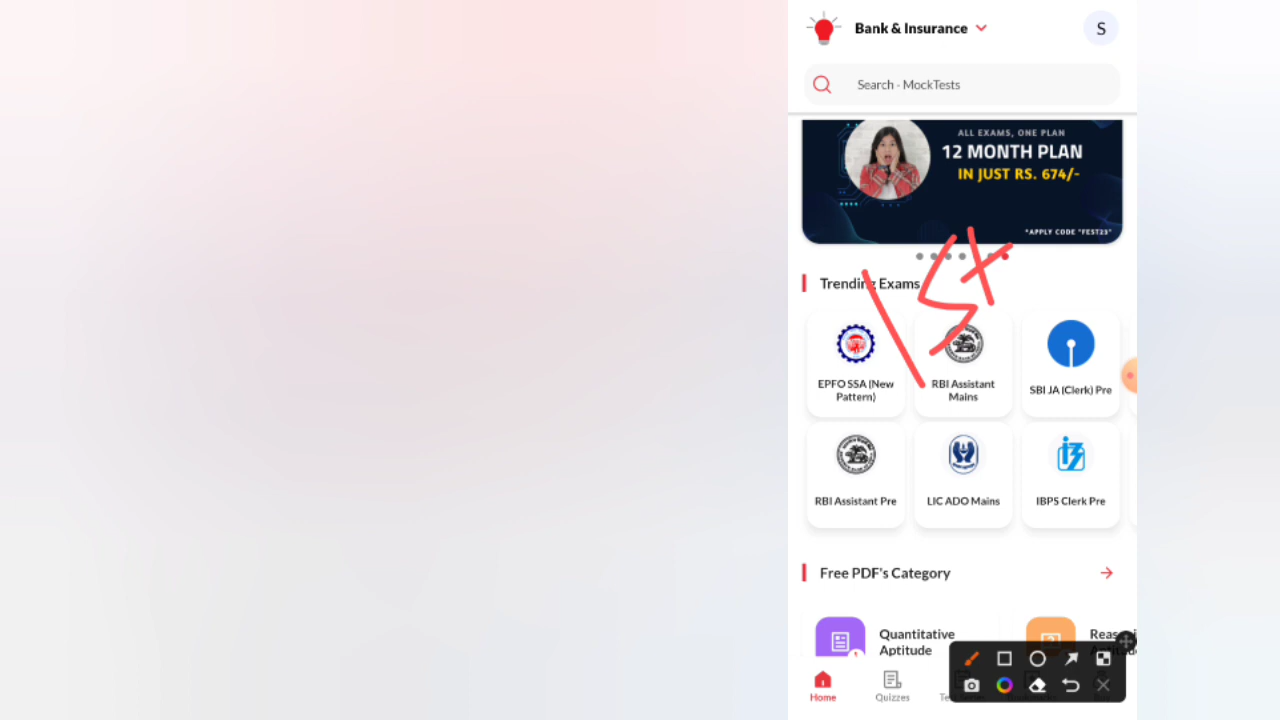 Bank & Insurance
S
Search - MockTests
ALL EXAMS, ONE PLAN
12 MONTH PLAN
IN JUST RS. 674/-
*APPLY CODE "FEST23"
Trending Exams
EPFO SSA (New Pattern)
RBI Assistant Mains
SBI JA (Clerk) Pre
RBI Assistant Pre
LIC ADO Mains
IBPS Clerk Pre
Free PDF's Category
Quantitative Aptitude
Home
Quizzes